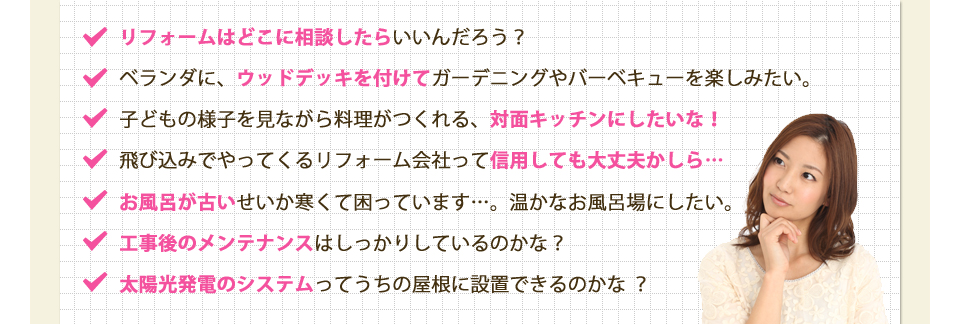 リフォームはどこに相談したらいいんだろう？
ベランダに、ウッドデッキを付けてガーデニングやバーベキューを楽しみたい。
子どもの様子を見ながら料理がつくれる、対面キッチンにしたいな！
飛び込みでやってくるリフォーム会社って信用しても大丈夫かしら…
お風呂が古いせいか寒くて困っています…。温かなお風呂場にしたい。
工事後のメンテナンスはしっかりしているのかな？
太陽光発電のシステムってうちの屋根に設置できるのかな ？